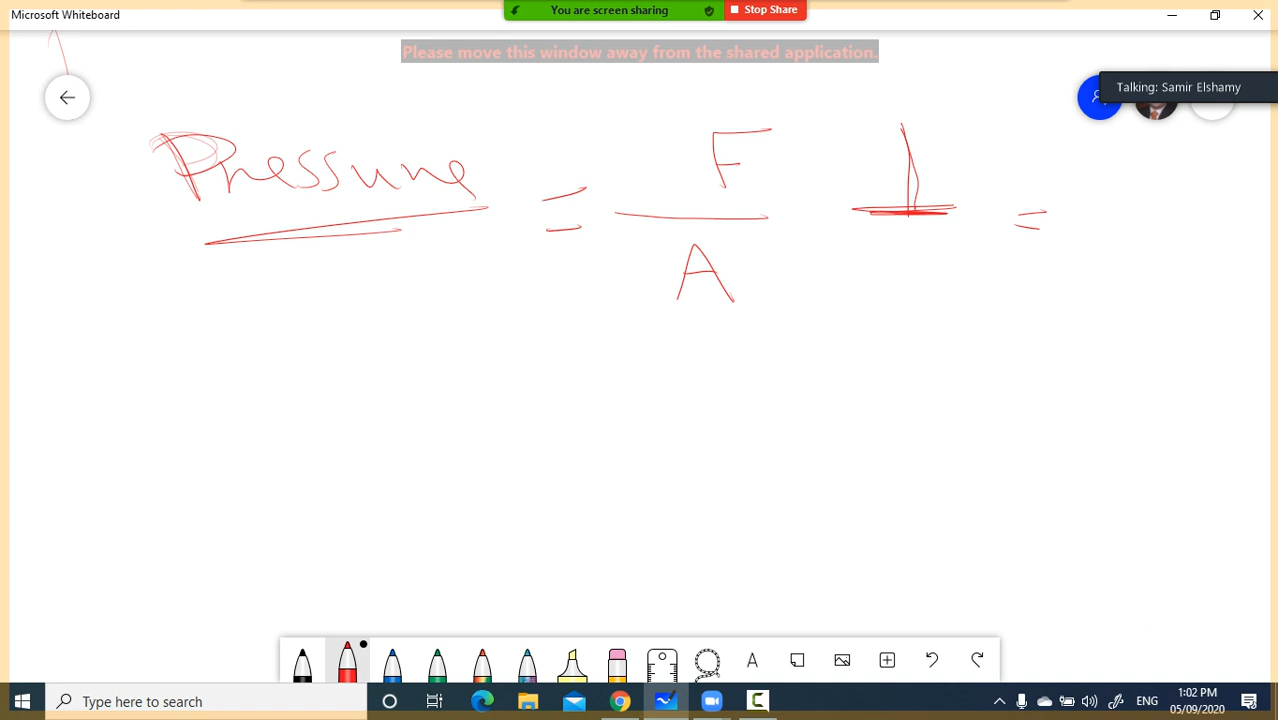 You are screen sharing
Stop Share
Microsoft Whiteboard
Please move this window away from the shared application.
Talking: Samir Elshamy
Pressure = F
A
=
A
Type here to search
ENG
1:02 PM
05/09/2020